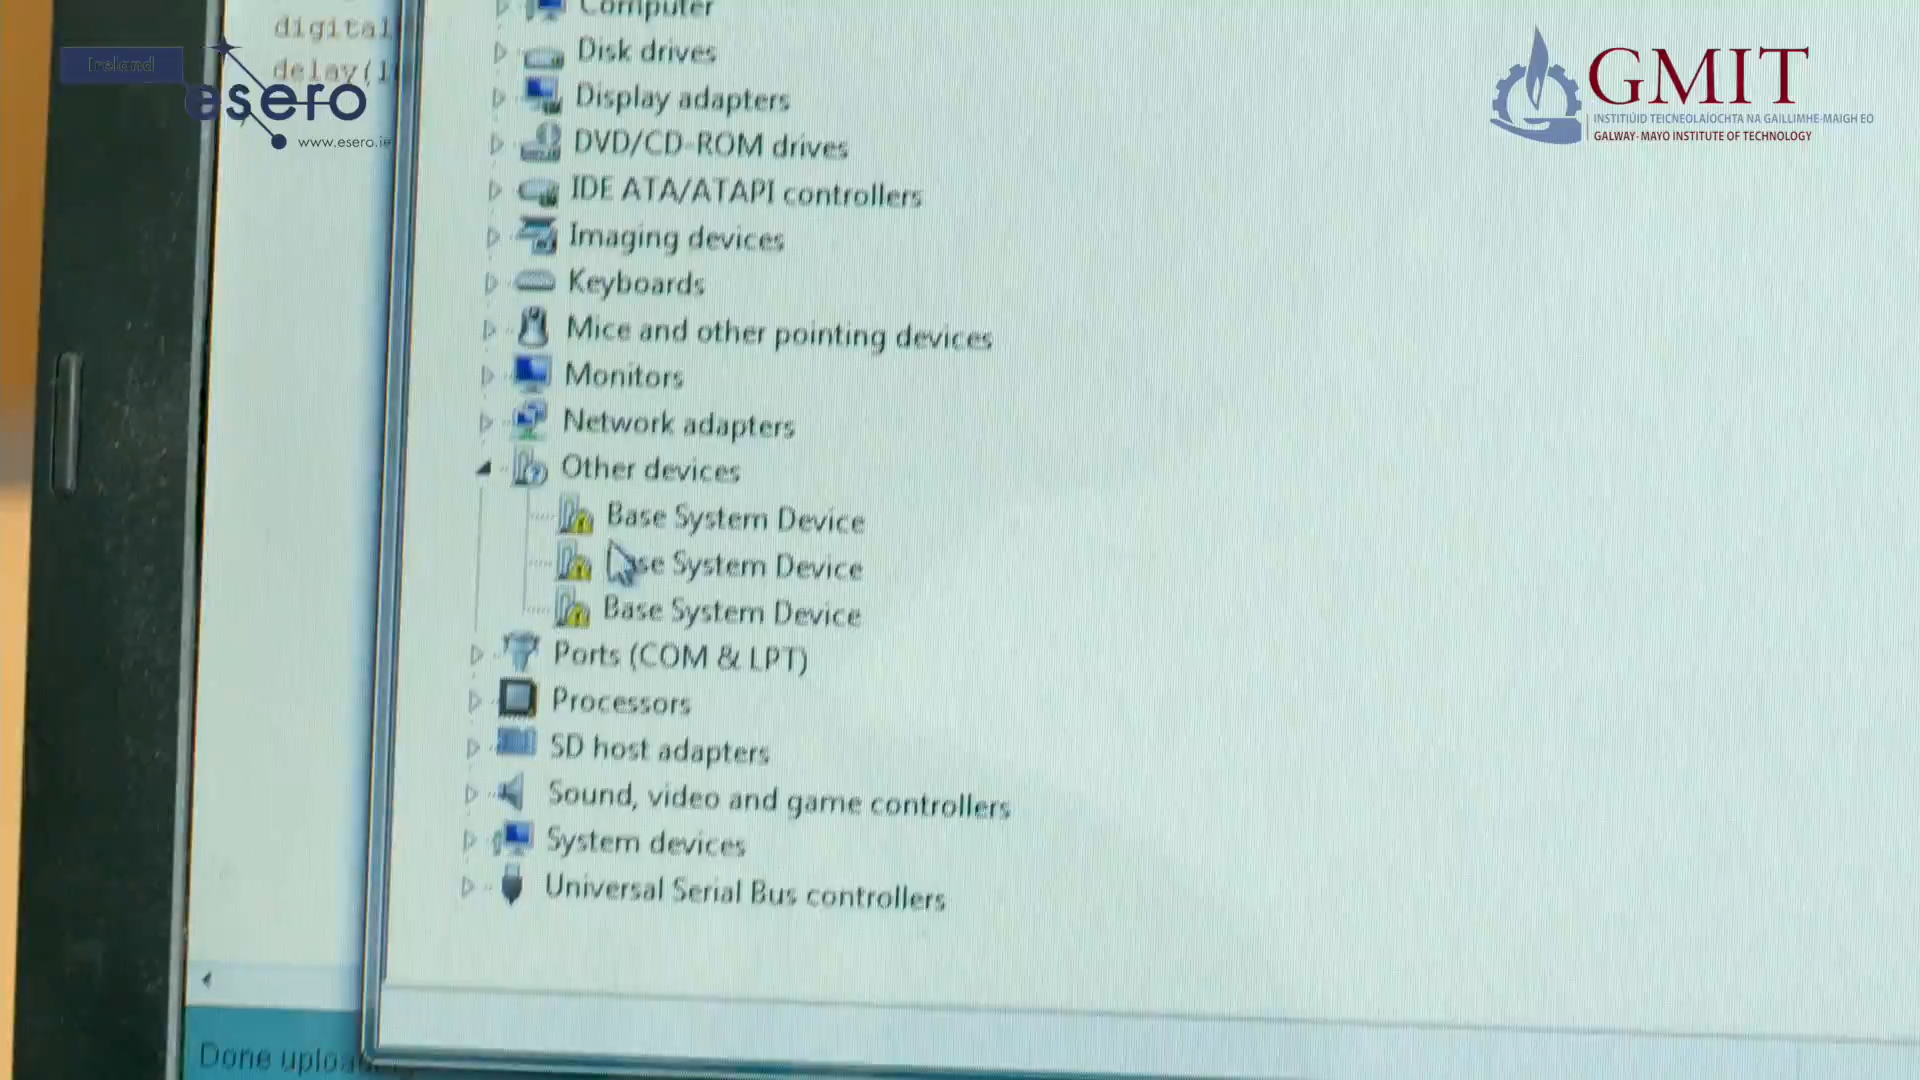 digital
delay(1
Ireland
esero
www.esero.ie
GMIT
INSTITIÚID TEICNEOLAÍOCHTA NA GAILLIMHE-MAIGH EO
GALWAY-MAYO INSTITUTE OF TECHNOLOGY
Computer
Disk drives
Display adapters
DVD/CD-ROM drives
IDE ATA/ATAPI controllers
Imaging devices
Keyboards
Mice and other pointing devices
Monitors
Network adapters
Other devices
Base System Device
ase System Device
Base System Device
Ports (COM & LPT)
Processors
SD host adapters
Sound, video and game controllers
System devices
Universal Serial Bus controllers
Done uploa